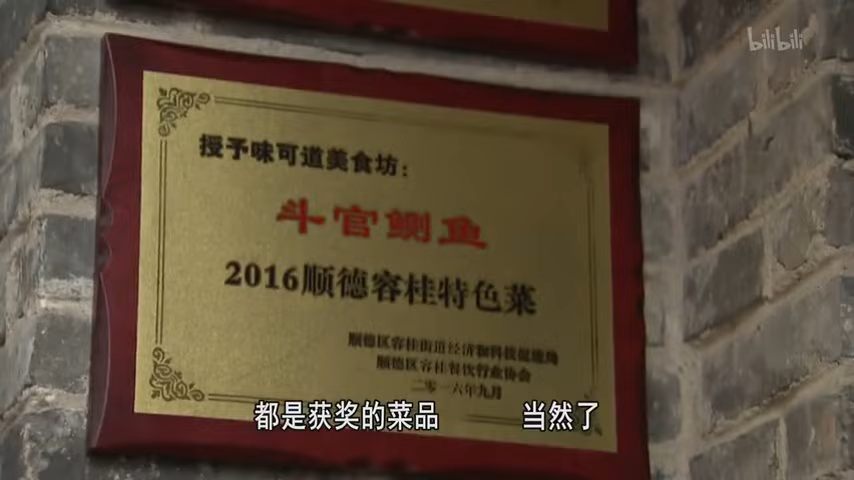 bilibili
授予味可道美食坊：
斗官鲗鱼
2016顺德容桂特色菜
顺德区容桂街道经济和科技促进局
顺德区容桂餐饮行业协会
二零一六年九月
都是获奖的菜品 当然了